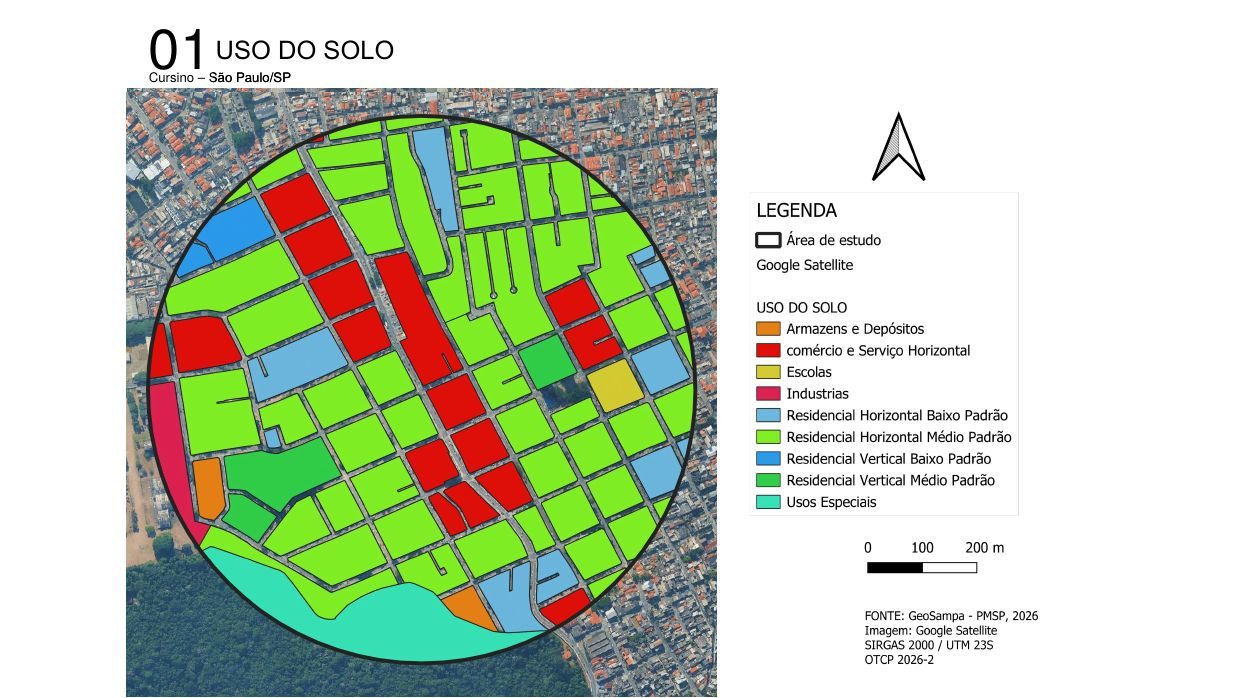 01 USO DO SOLO
Cursino – São Paulo/SP
LEGENDA
Área de estudo
Google Satellite
USO DO SOLO
Armazens e Depósitos
comércio e Serviço Horizontal
Escolas
Industrias
Residencial Horizontal Baixo Padrão
Residencial Horizontal Médio Padrão
Residencial Vertical Baixo Padrão
Residencial Vertical Médio Padrão
Usos Especiais
0 100 200 m
FONTE: GeoSampa - PMSP, 2026
Imagem: Google Satellite
SIRGAS 2000 / UTM 23S
OTCP 2026-2